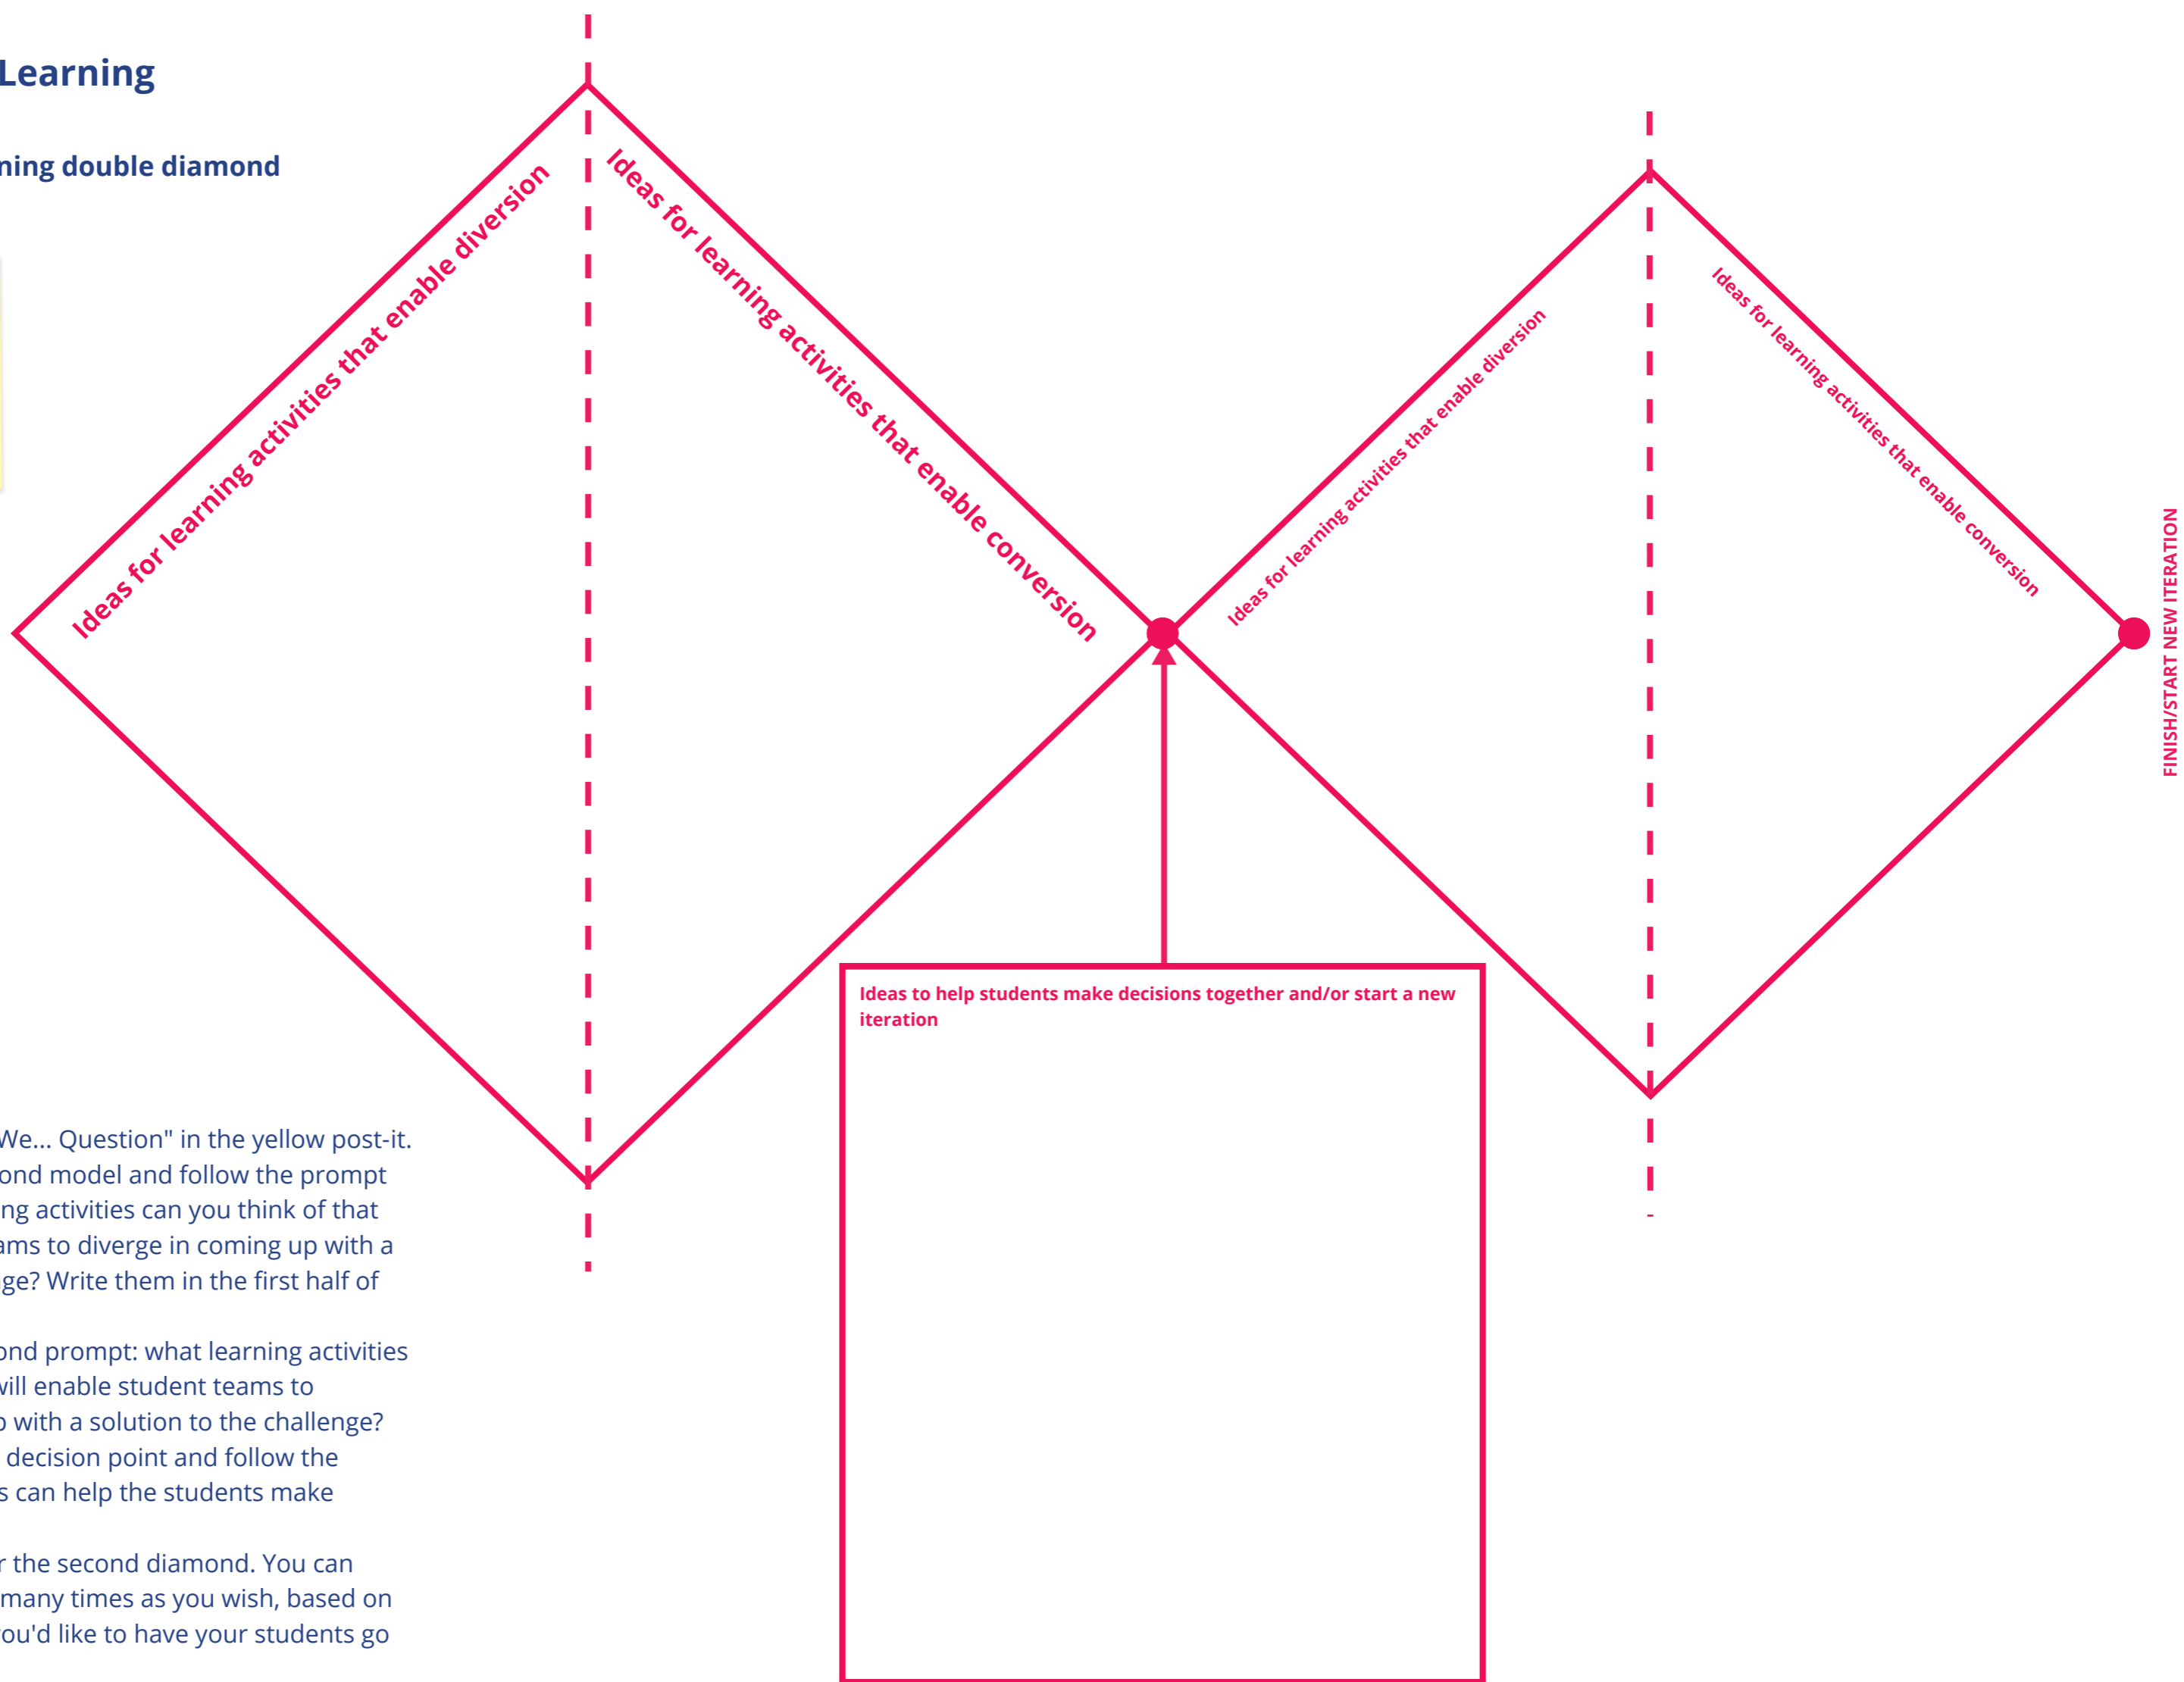 Learning
ning double diamond
Ideas for learning activities that enable diversion
Ideas for learning activities that enable conversion
Ideas for learning activities that enable diversion
Ideas for learning activities that enable conversion
FINISH/START NEW ITERATION
Ideas to help students make decisions together and/or start a new
iteration
We... Question" in the yellow post-it.
ond model and follow the prompt
ng activities can you think of that
ams to diverge in coming up with a
ge? Write them in the first half of
ond prompt: what learning activities
will enable student teams to
p with a solution to the challenge?
decision point and follow the
s can help the students make
r the second diamond. You can
many times as you wish, based on
you'd like to have your students go